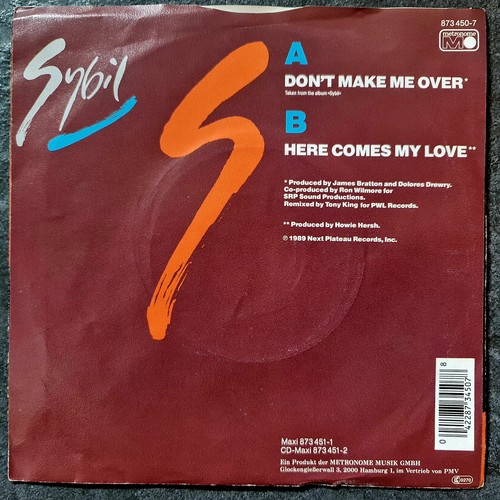 Sybil
873 450-7
metronome
M
A
DON'T MAKE ME OVER*
Taken from the album »Sybil«
B
HERE COMES MY LOVE**
* Produced by James Bratton and Dolores Drewry.
Co-produced by Ron Wilmore for
SRP Sound Productions.
Remixed by Tony King for PWL Records.
** Produced by Howie Hersh.
℗ 1989 Next Plateau Records, Inc.
8
42287 34507
Maxi 873 451-1
CD-Maxi 873 451-2
Ein Produkt der METRONOME MUSIK GMBH
Glockengießerwall 3, 2000 Hamburg 1, im Vertrieb von PMV
LC 0270